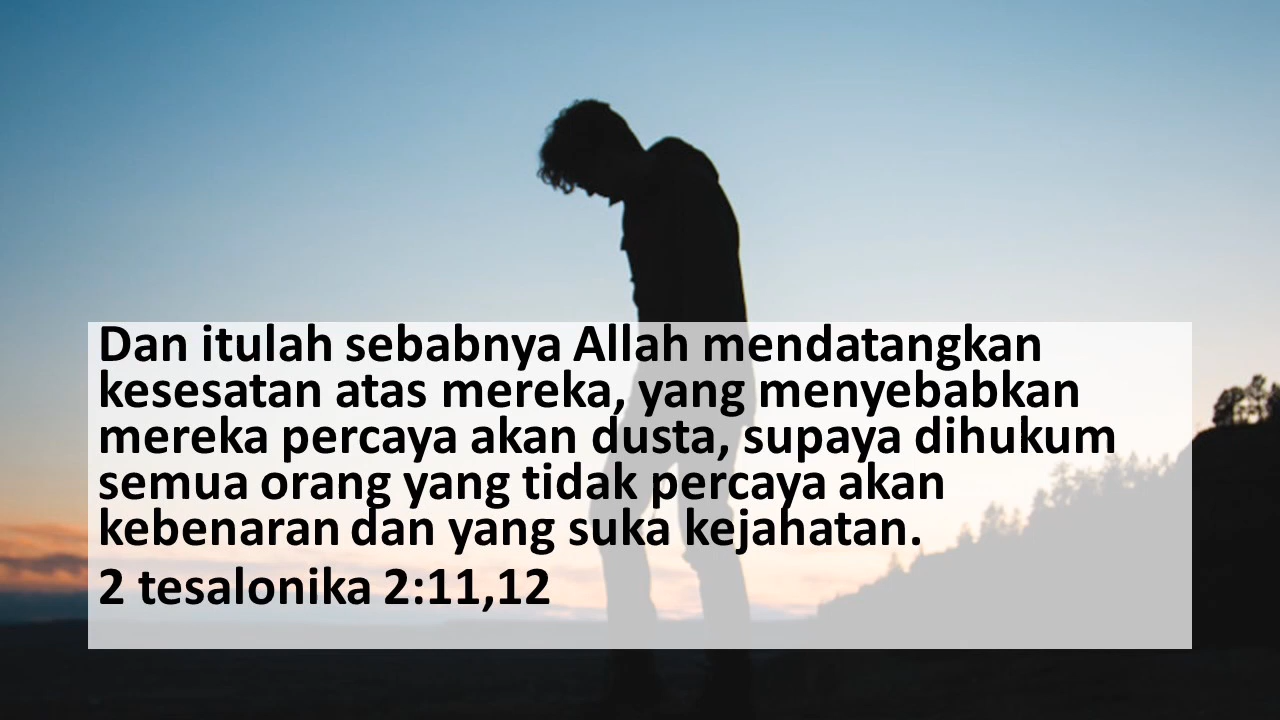 Dan itulah sebabnya Allah mendatangkan
kesesatan atas mereka, yang menyebabkan
mereka percaya akan dusta, supaya dihukum
semua orang yang tidak percaya akan
kebenaran dan yang suka kejahatan.
2 tesalonika 2:11,12